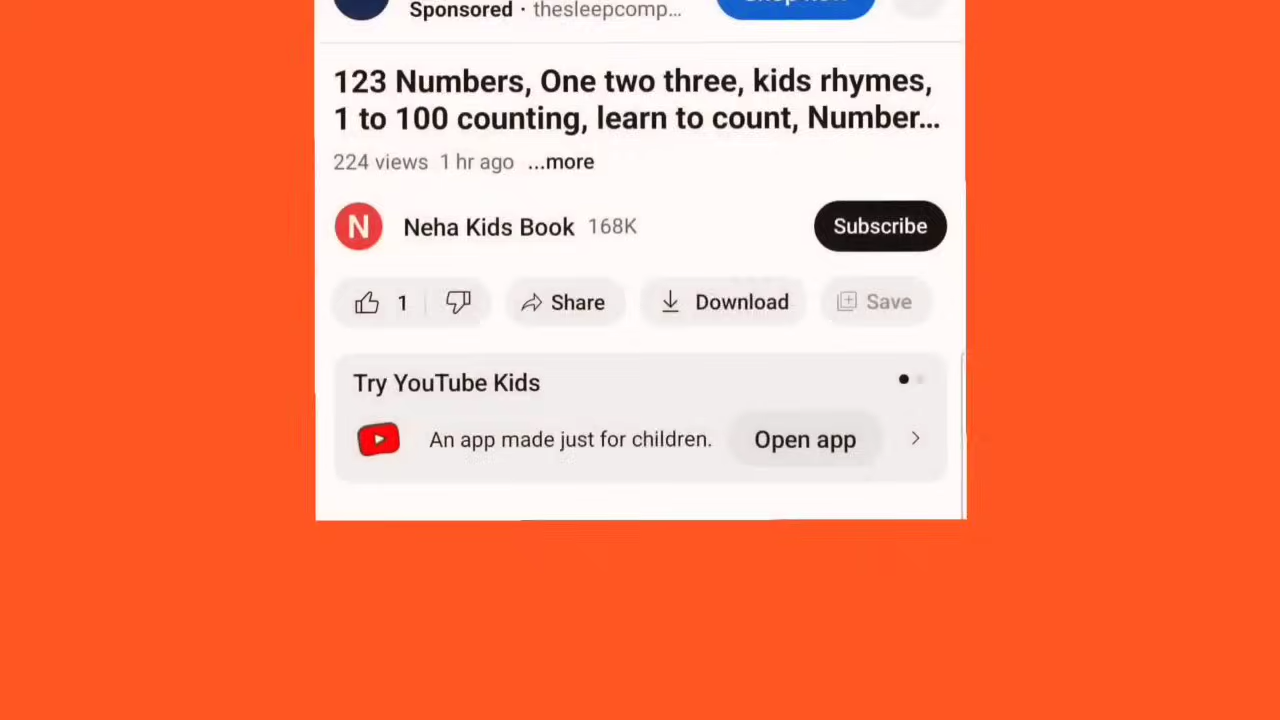 Sponsored · thesleepcomp...
123 Numbers, One two three, kids rhymes,
1 to 100 counting, learn to count, Number...
224 views 1 hr ago ...more
N Neha Kids Book 168K Subscribe
1 Share Download Save
Try YouTube Kids
An app made just for children. Open app